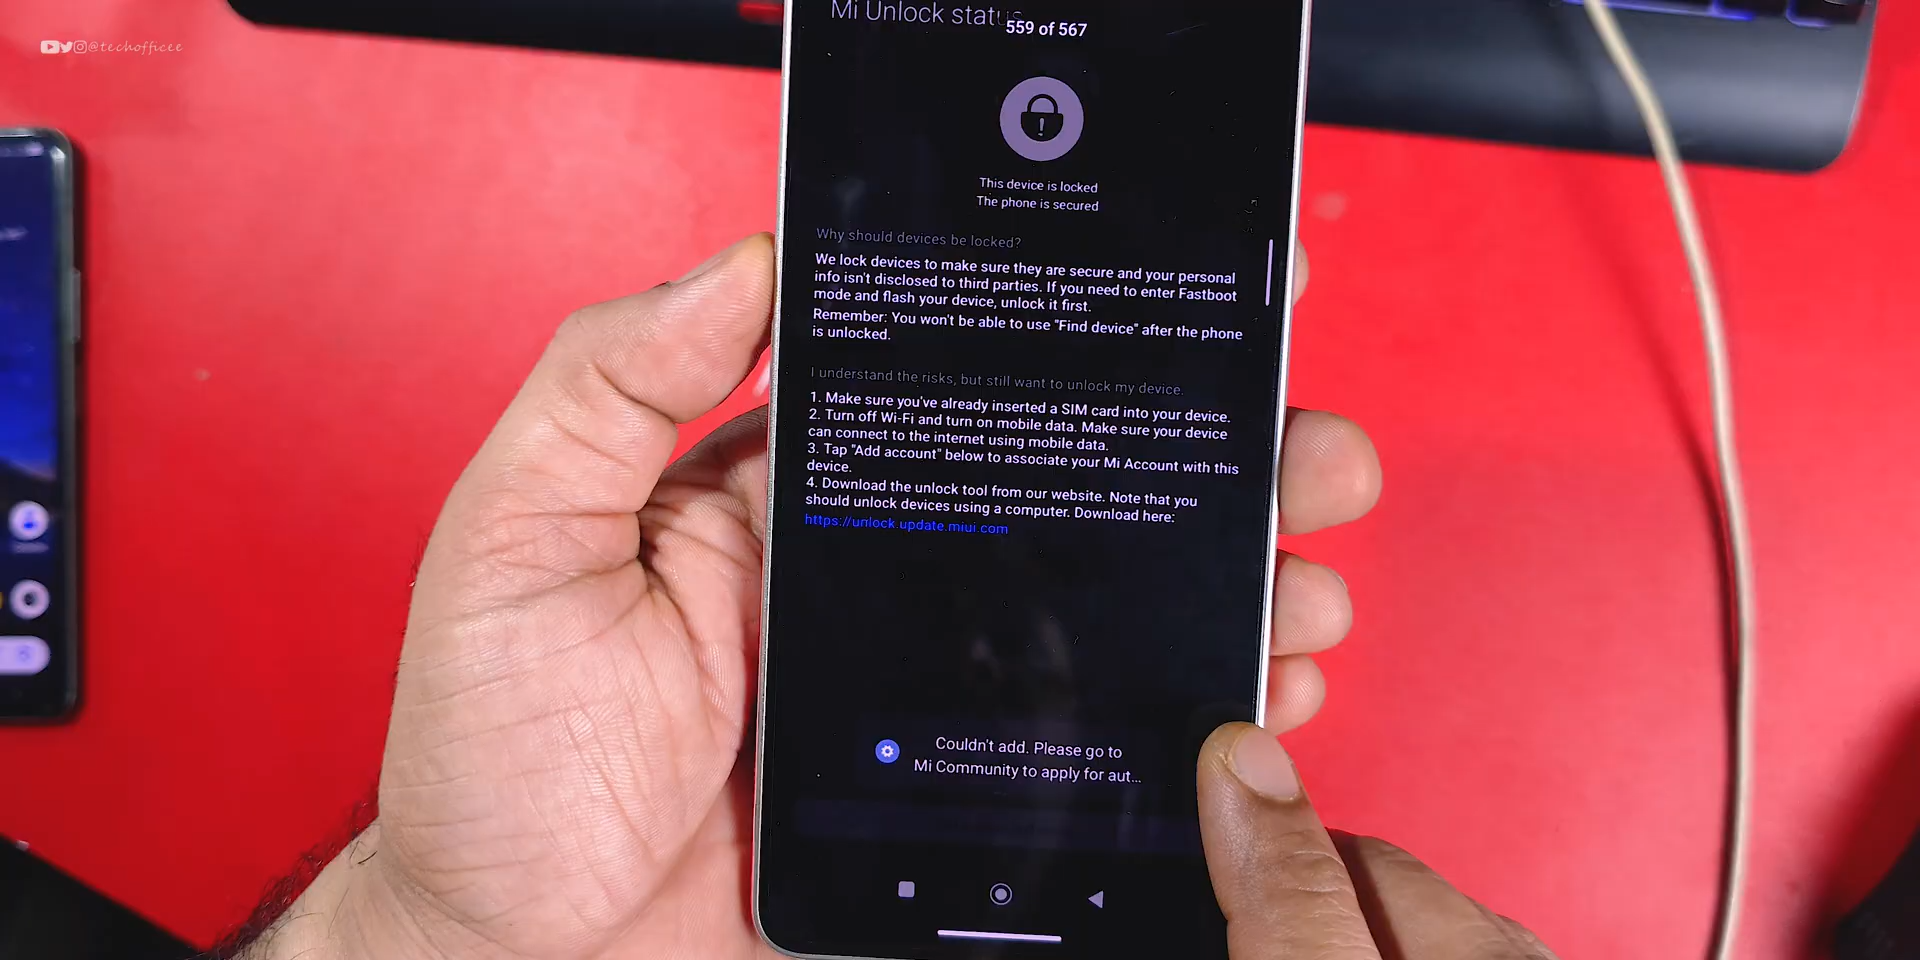 @techofficee
Mi Unlock status
559 of 567
This device is locked
The phone is secured
Why should devices be locked?
We lock devices to make sure they are secure and your personal
info isn't disclosed to third parties. If you need to enter Fastboot
mode and flash your device, unlock it first.
Remember: You won't be able to use "Find device" after the phone
is unlocked.
I understand the risks, but still want to unlock my device.
1. Make sure you've already inserted a SIM card into your device.
2. Turn off Wi-Fi and turn on mobile data. Make sure your device
can connect to the internet using mobile data.
3. Tap "Add account" below to associate your Mi Account with this
device.
4. Download the unlock tool from our website. Note that you
should unlock devices using a computer. Download here:
https://unlock.update.miui.com
Couldn't add. Please go to
Mi Community to apply for aut...